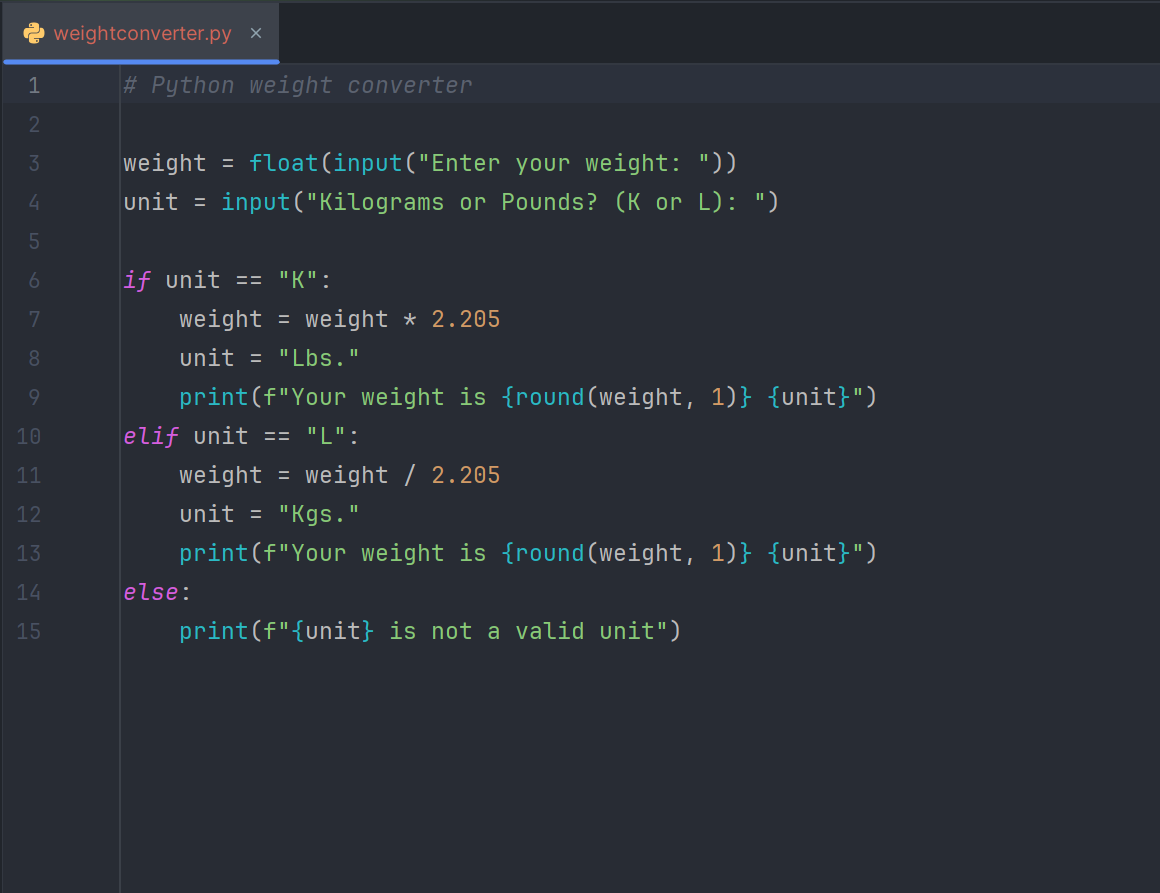 weightconverter.py ×
1 # Python weight converter
2
3 weight = float(input("Enter your weight: "))
4 unit = input("Kilograms or Pounds? (K or L): ")
5
6 if unit == "K":
7     weight = weight * 2.205
8     unit = "Lbs."
9     print(f"Your weight is {round(weight, 1)} {unit}")
10 elif unit == "L":
11     weight = weight / 2.205
12     unit = "Kgs."
13     print(f"Your weight is {round(weight, 1)} {unit}")
14 else:
15     print(f"{unit} is not a valid unit")